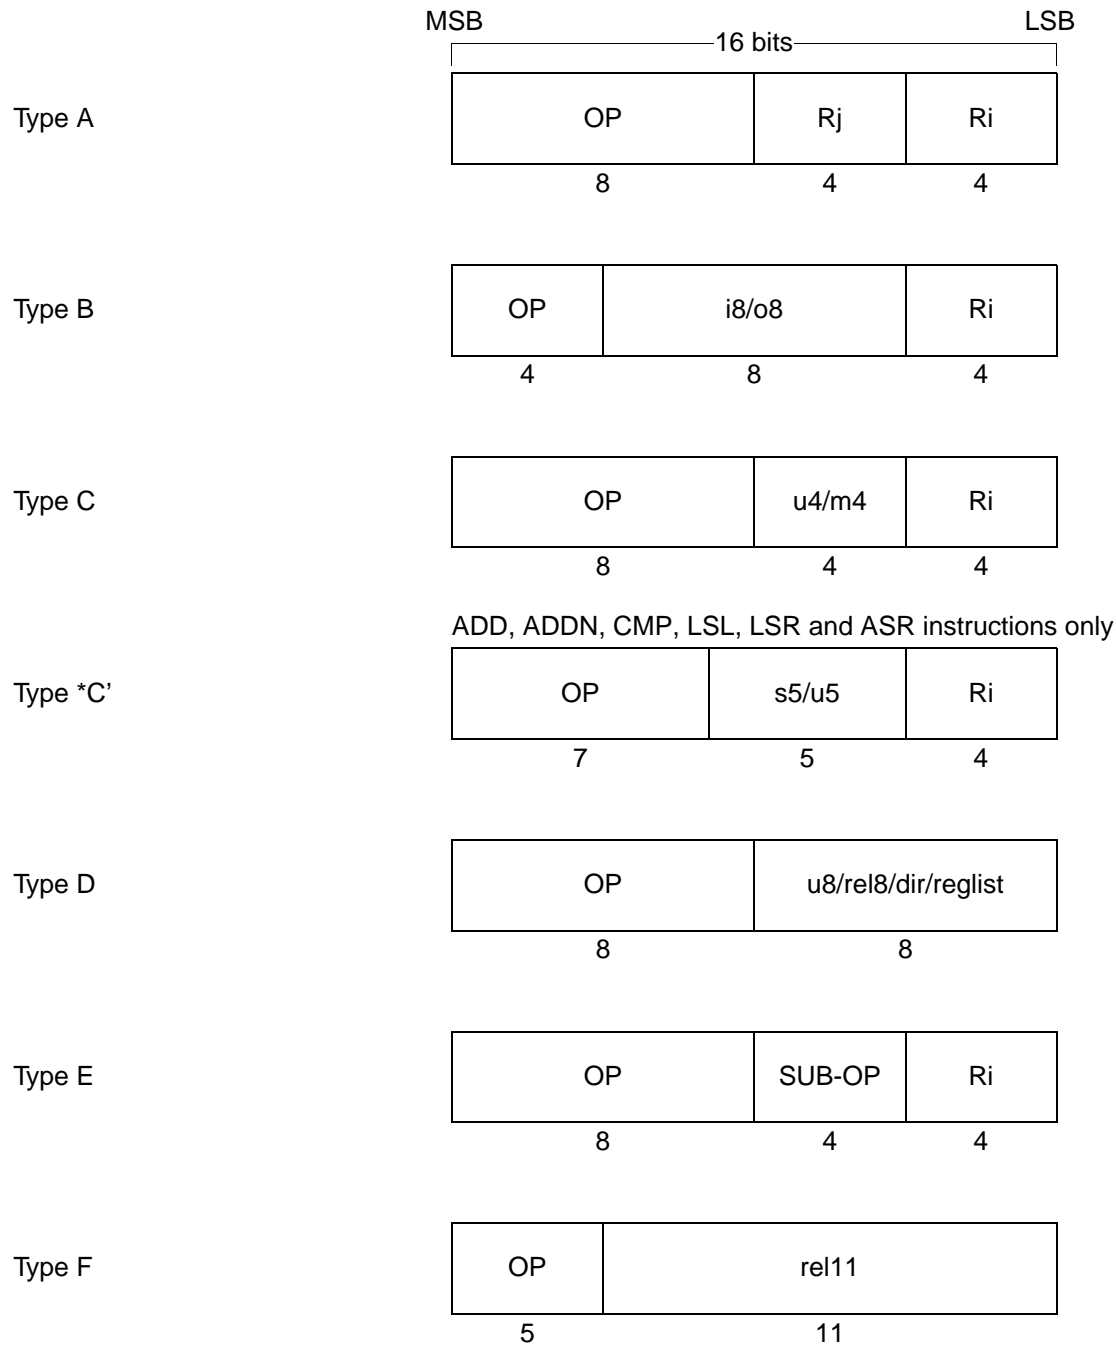 MSB LSB
16 bits
Type A OP Rj Ri
8 4 4
Type B OP i8/o8 Ri
4 8 4
Type C OP u4/m4 Ri
8 4 4
ADD, ADDN, CMP, LSL, LSR and ASR instructions only
Type *C’ OP s5/u5 Ri
7 5 4
Type D OP u8/rel8/dir/reglist
8 8
Type E OP SUB-OP Ri
8 4 4
Type F OP rel11
5 11